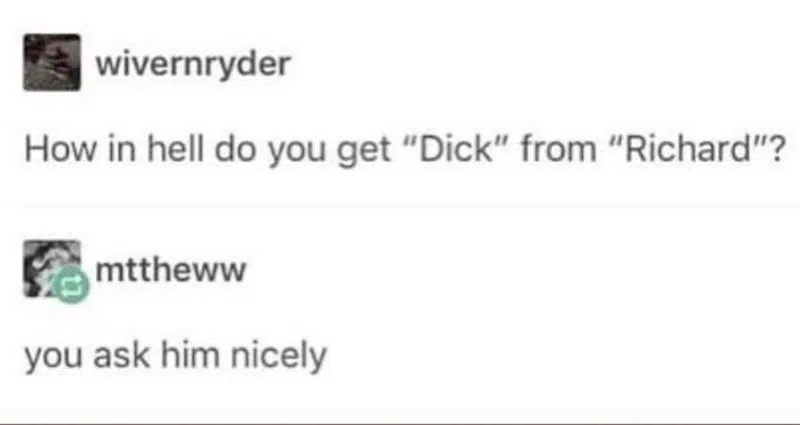 wivernryder
How in hell do you get "Dick" from "Richard"?
mttheww
you ask him nicely